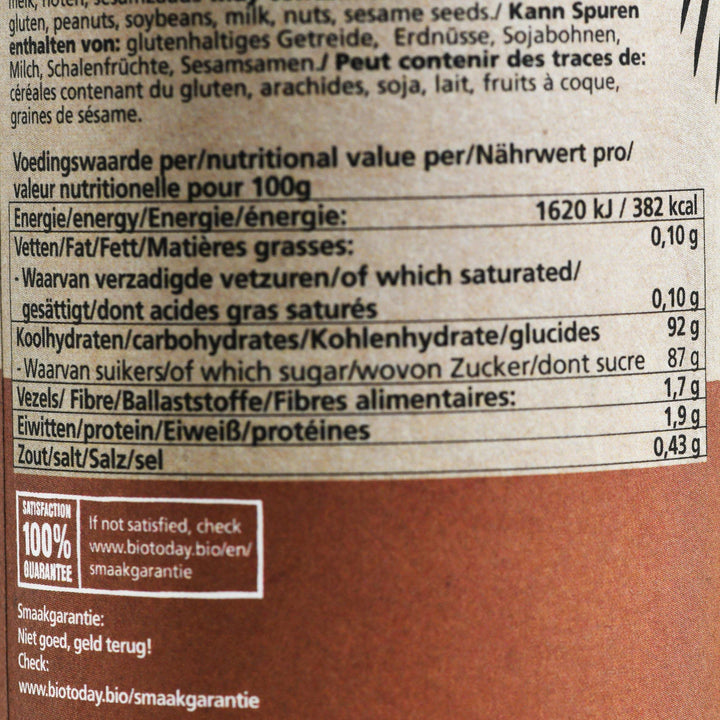 gluten, peanuts, soybeans, milk, nuts, sesame seeds./ Kann Spuren
enthalten von: glutenhaltiges Getreide, Erdnüsse, Sojabohnen,
Milch, Schalenfrüchte, Sesamsamen./ Peut contenir des traces de:
céréales contenant du gluten, arachides, soja, lait, fruits à coque,
graines de sésame.
Voedingswaarde per/nutritional value per/Nährwert pro/
valeur nutritionelle pour 100g
Energie/energy/Energie/énergie: 1620 kJ / 382 kcal
Vetten/Fat/Fett/Matières grasses: 0,10 g
- Waarvan verzadigde vetzuren/of which saturated/
gesättigt/dont acides gras saturés 0,10 g
Koolhydraten/carbohydrates/Kohlenhydrate/glucides 92 g
- Waarvan suikers/of which sugar/wovon Zucker/dont sucre 87 g
Vezels/ Fibre/Ballaststoffe/Fibres alimentaires: 1,7 g
Eiwitten/protein/Eiweiß/protéines 1,9 g
Zout/salt/Salz/sel 0,43 g
SATISFACTION
100%
GUARANTEE
If not satisfied, check
www.biotoday.bio/en/
smaakgarantie
Smaakgarantie:
Niet goed, geld terug!
Check:
www.biotoday.bio/smaakgarantie